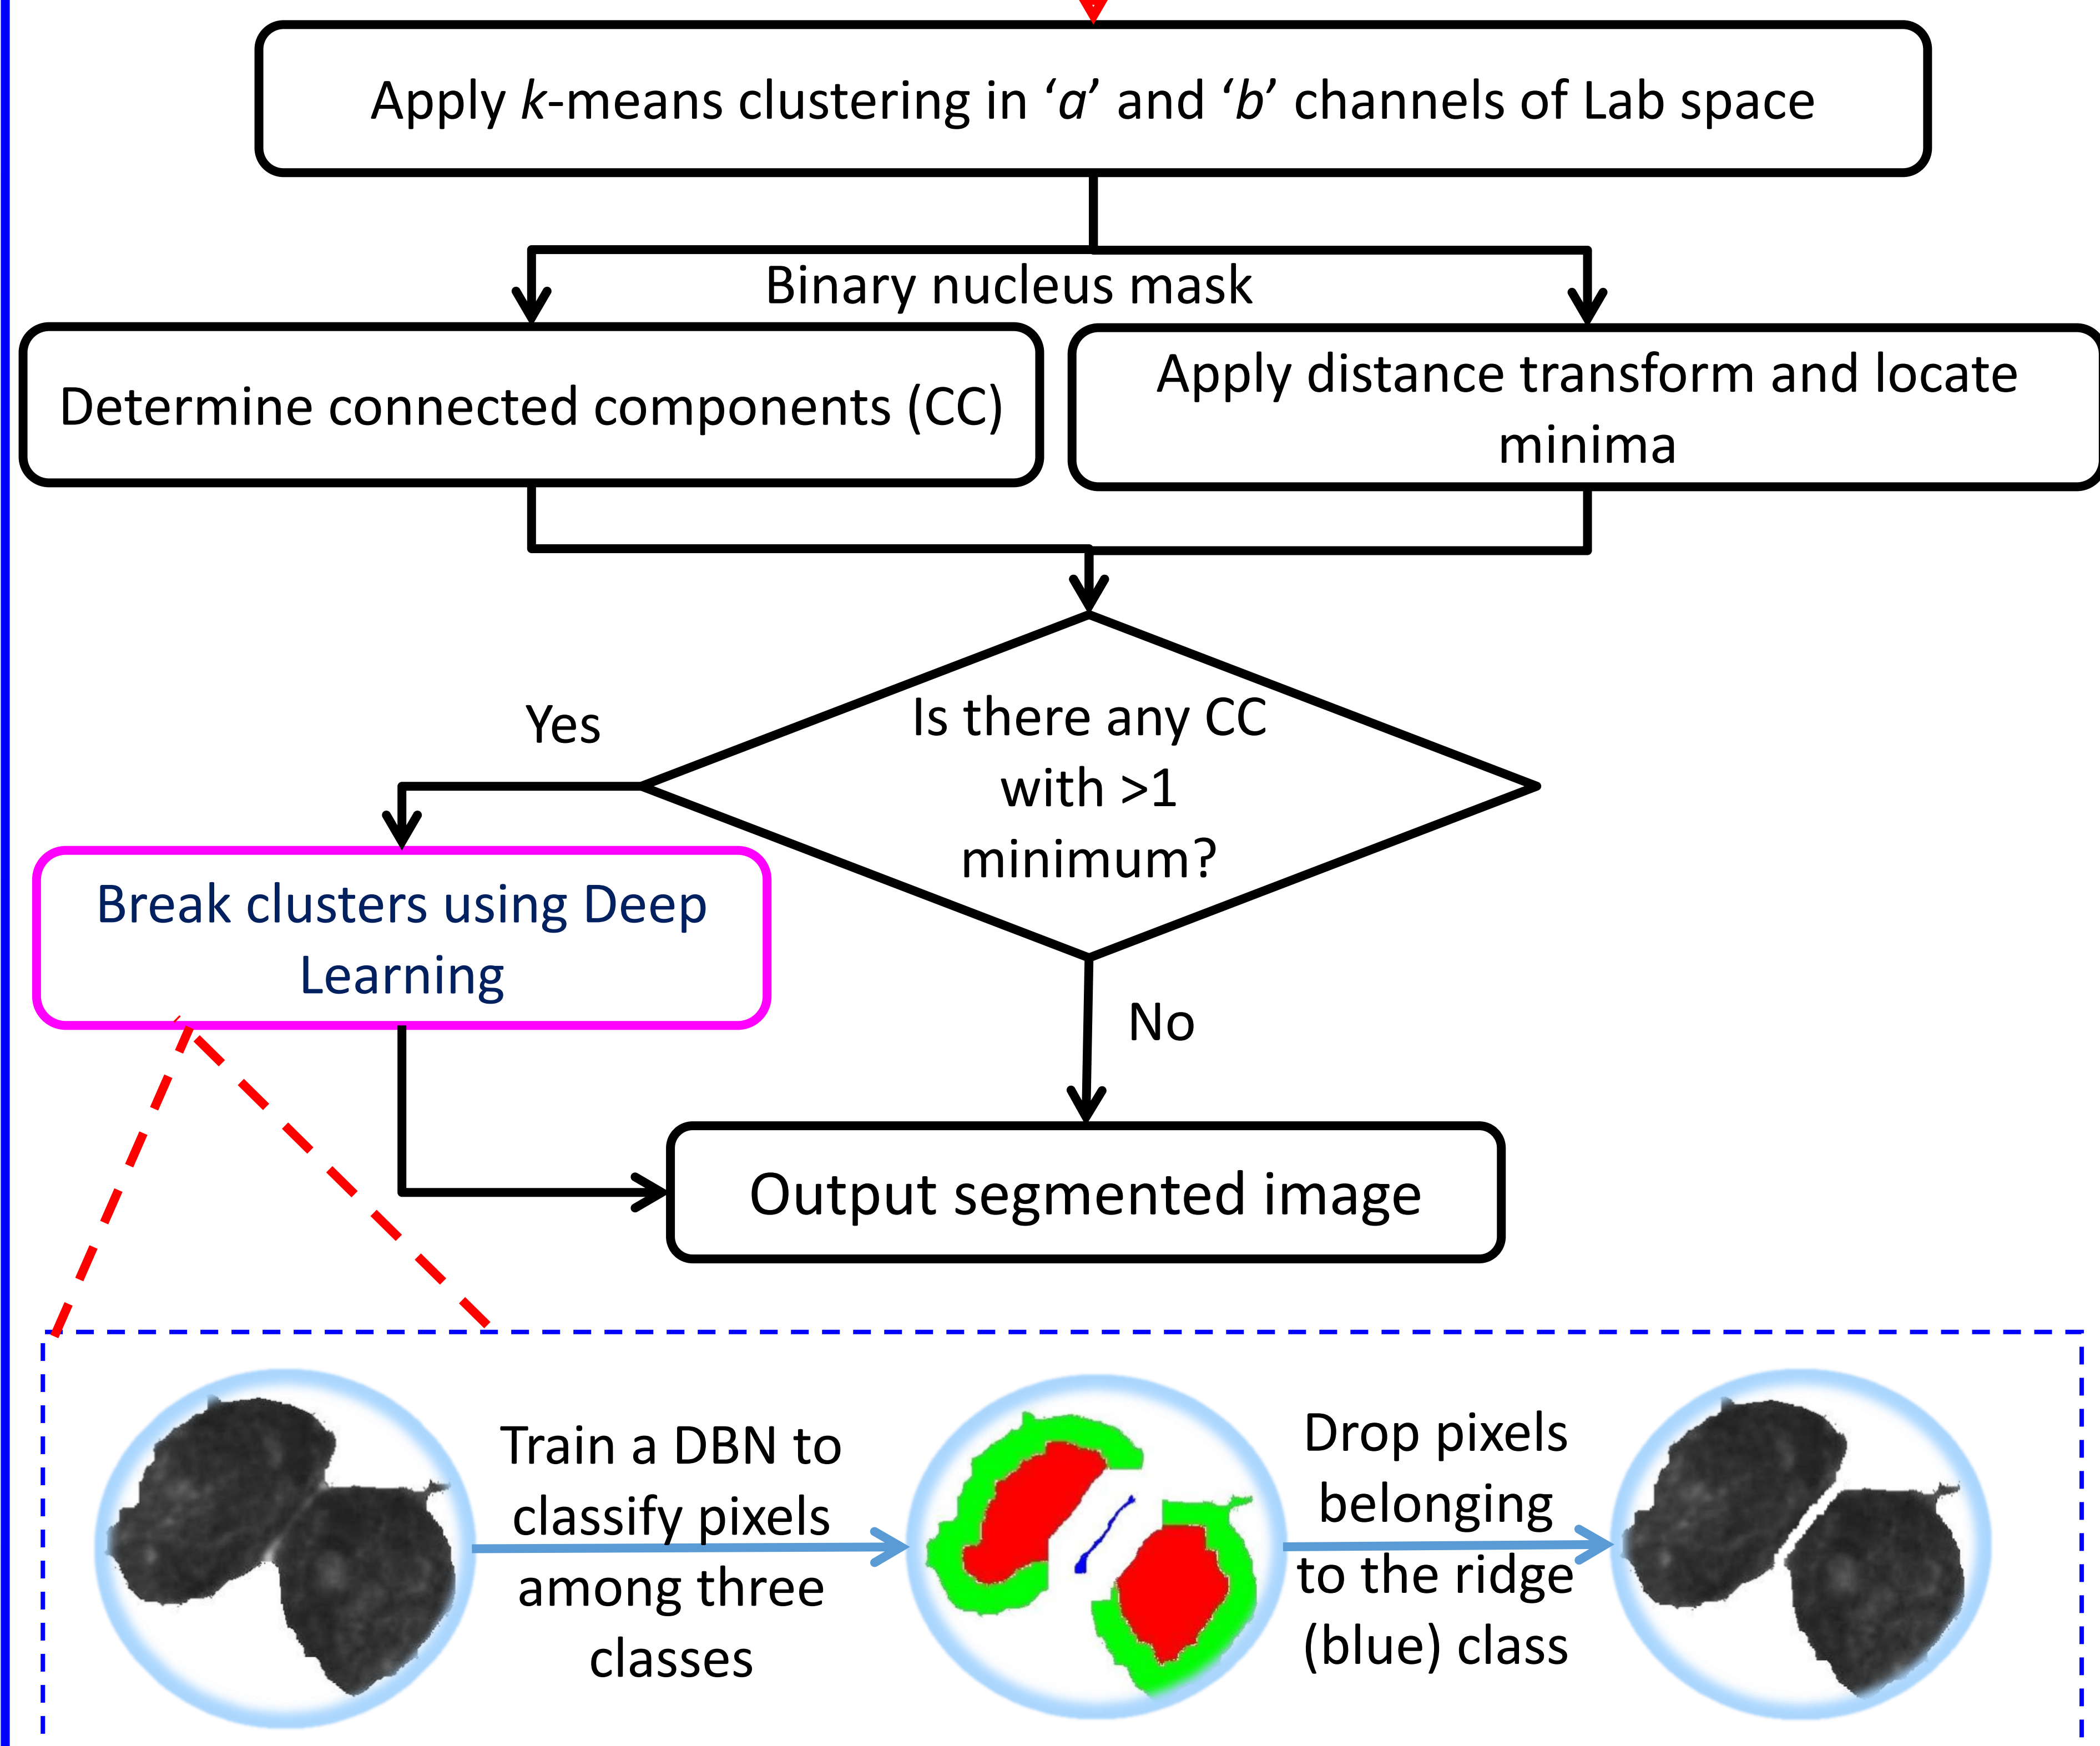 Apply k-means clustering in ‘a’ and ‘b’ channels of Lab space
Binary nucleus mask
Determine connected components (CC)
Apply distance transform and locate
minima
Is there any CC
with >1
minimum?
Yes
Break clusters using Deep
Learning
No
Output segmented image
Train a DBN to
classify pixels
among three
classes
Drop pixels
belonging
to the ridge
(blue) class